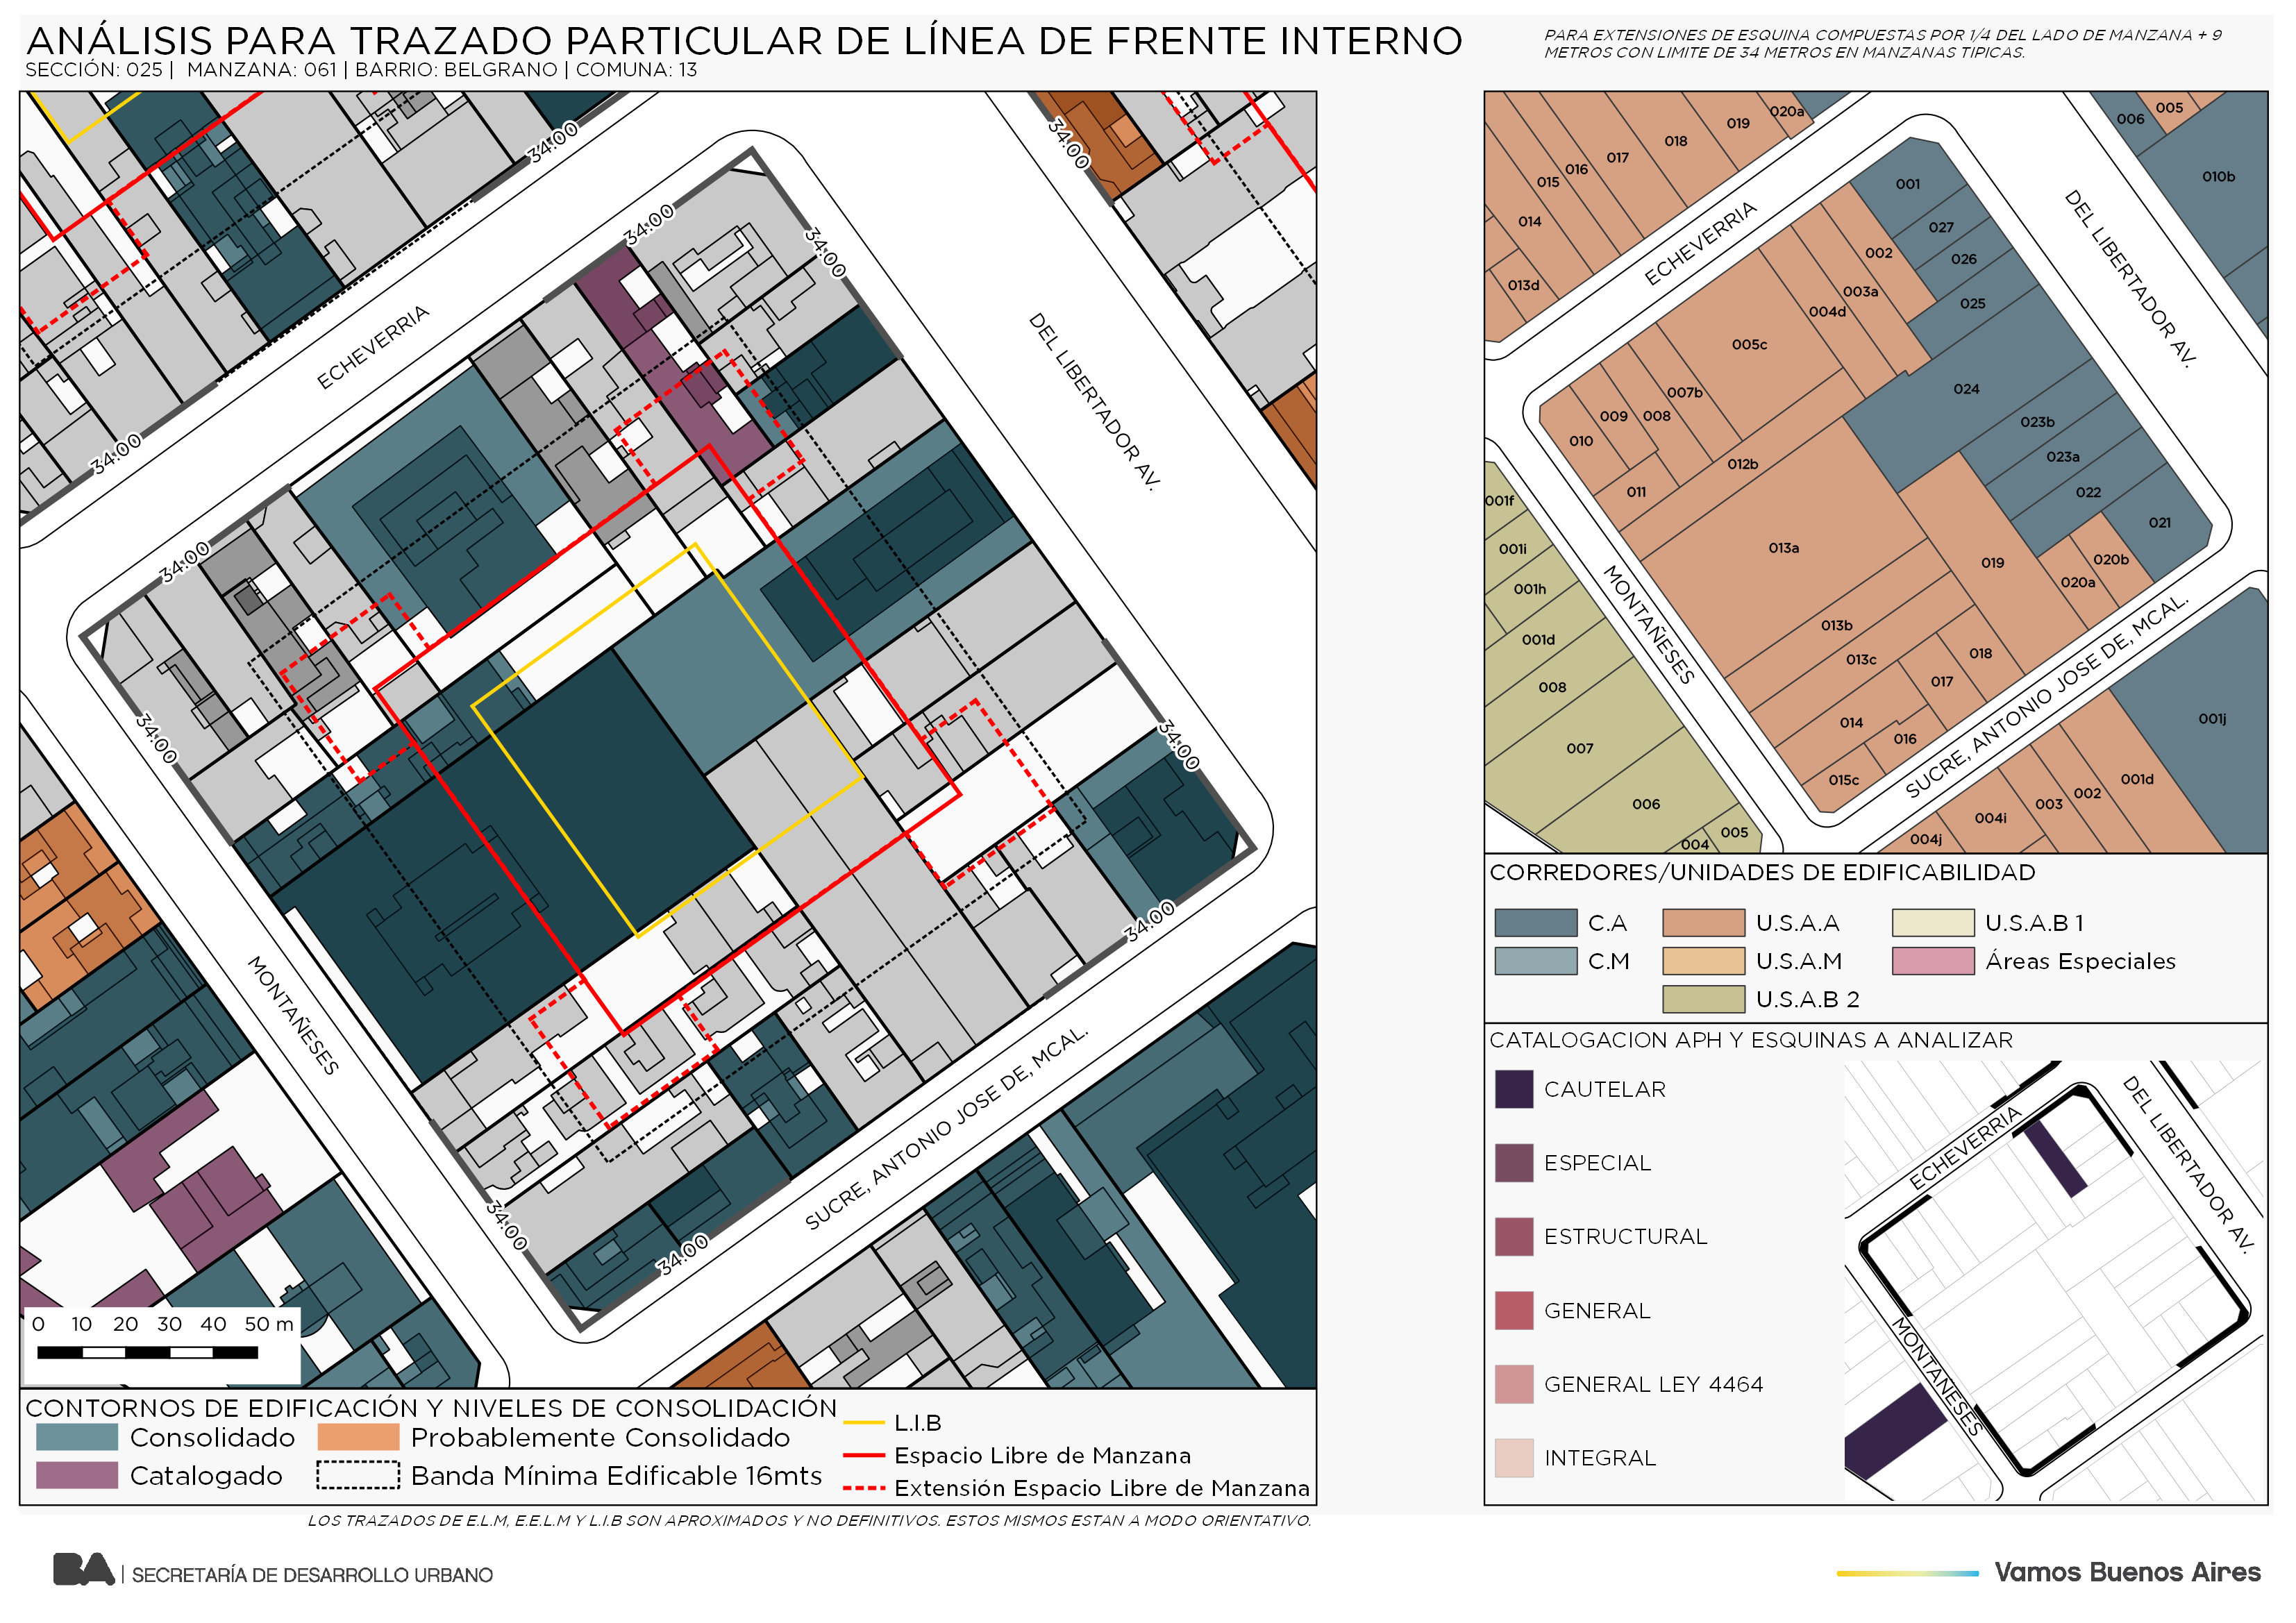 ANÁLISIS PARA TRAZADO PARTICULAR DE LÍNEA DE FRENTE INTERNO
SECCIÓN: 025 | MANZANA: 061 | BARRIO: BELGRANO | COMUNA: 13
PARA EXTENSIONES DE ESQUINA COMPUESTAS POR 1/4 DEL LADO DE MANZANA + 9
METROS CON LIMITE DE 34 METROS EN MANZANAS TIPICAS.
34.00
34.00
34.00
34.00
34.00
34.00
34.00
34.00
34.00
34.00
34.00
ECHEVERRIA
DEL LIBERTADOR AV.
MONTAÑESES
SUCRE, ANTONIO JOSE DE, MCAL.
0 10 20 30 40 50 m
CONTORNOS DE EDIFICACIÓN Y NIVELES DE CONSOLIDACIÓN
Consolidado
Probablemente Consolidado
Catalogado
Banda Mínima Edificable 16mts
L.I.B
Espacio Libre de Manzana
Extensión Espacio Libre de Manzana
LOS TRAZADOS DE E.L.M, E.E.L.M Y L.I.B SON APROXIMADOS Y NO DEFINITIVOS. ESTOS MISMOS ESTAN A MODO ORIENTATIVO.
020a
019
018
017
016
015
014
013d
006
005
010b
001
027
026
025
002
003a
004d
005c
024
007b
008
009
010
011
012b
023b
023a
022
021
020b
020a
019
013a
013b
013c
018
017
014
016
015c
001f
001i
001h
001d
008
007
006
005
004
001j
001d
002
003
004i
004j
ECHEVERRIA
DEL LIBERTADOR AV.
MONTAÑESES
SUCRE, ANTONIO JOSE DE, MCAL.
CORREDORES/UNIDADES DE EDIFICABILIDAD
C.A
U.S.A.A
U.S.A.B 1
C.M
U.S.A.M
Áreas Especiales
U.S.A.B 2
CATALOGACION APH Y ESQUINAS A ANALIZAR
CAUTELAR
ESPECIAL
ESTRUCTURAL
GENERAL
GENERAL LEY 4464
INTEGRAL
ECHEVERRIA
DEL LIBERTADOR AV.
MONTAÑESES
BA | SECRETARÍA DE DESARROLLO URBANO
Vamos Buenos Aires